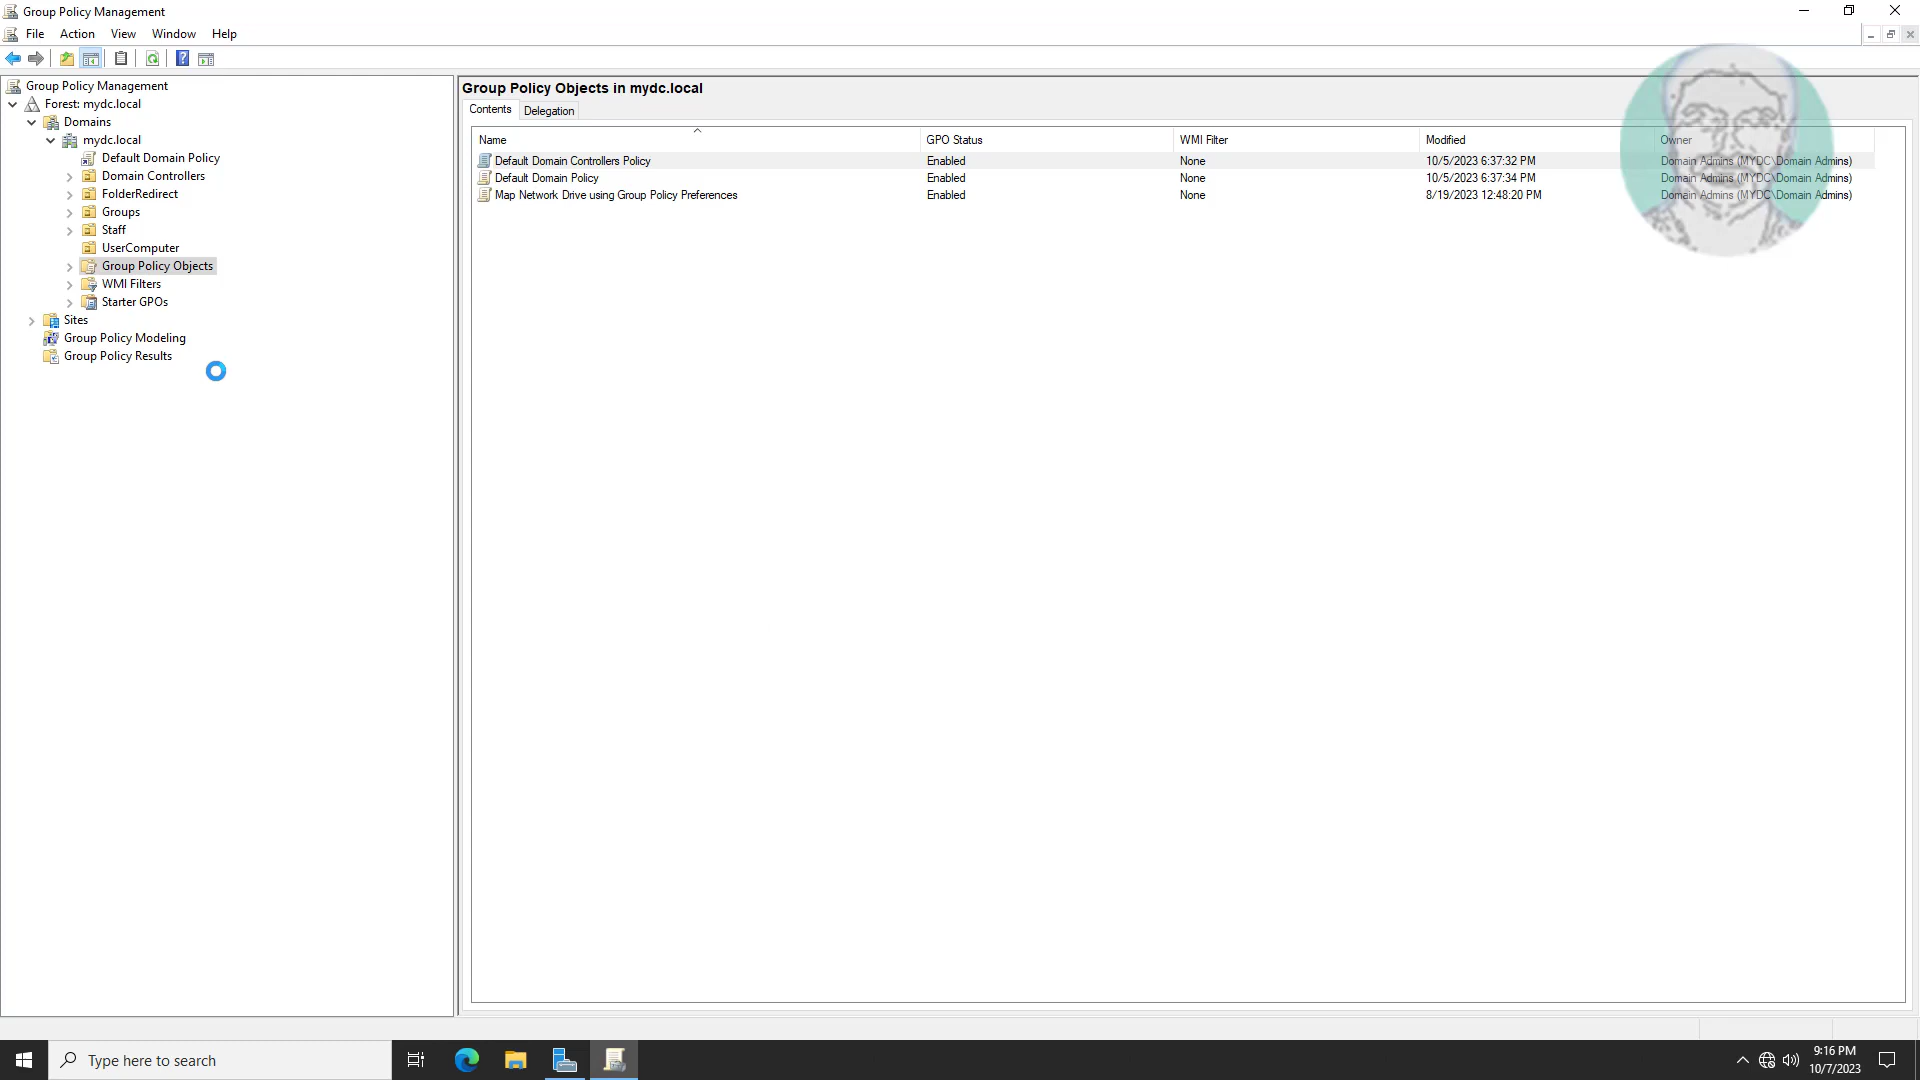 Group Policy Management
File Action View Window Help
Group Policy Management
Forest: mydc.local
Domains
mydc.local
Default Domain Policy
Domain Controllers
FolderRedirect
Groups
Staff
UserComputer
Group Policy Objects
WMI Filters
Starter GPOs
Sites
Group Policy Modeling
Group Policy Results
Group Policy Objects in mydc.local
Contents Delegation
Name GPO Status WMI Filter Modified Owner
Default Domain Controllers Policy Enabled None 10/5/2023 6:37:32 PM Domain Admins (MYDC\Domain Admins)
Default Domain Policy Enabled None 10/5/2023 6:37:34 PM Domain Admins (MYDC\Domain Admins)
Map Network Drive using Group Policy Preferences Enabled None 8/19/2023 12:48:20 PM Domain Admins (MYDC\Domain Admins)
Type here to search
9:16 PM
10/7/2023